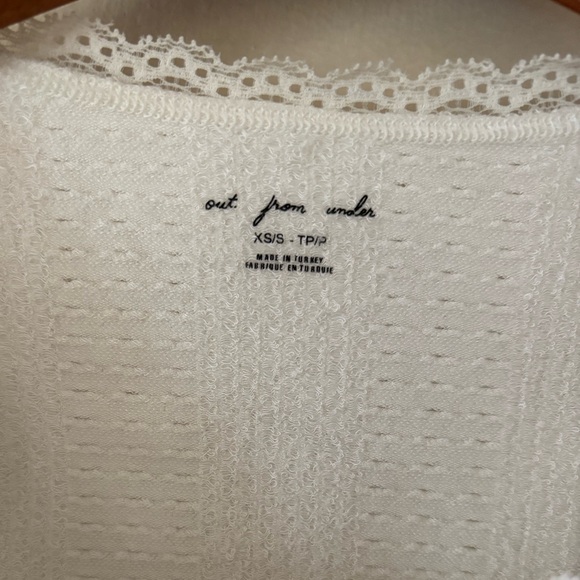 out from under
XS/S - TP/P
MADE IN TURKEY
FABRIQUE EN TURQUIE